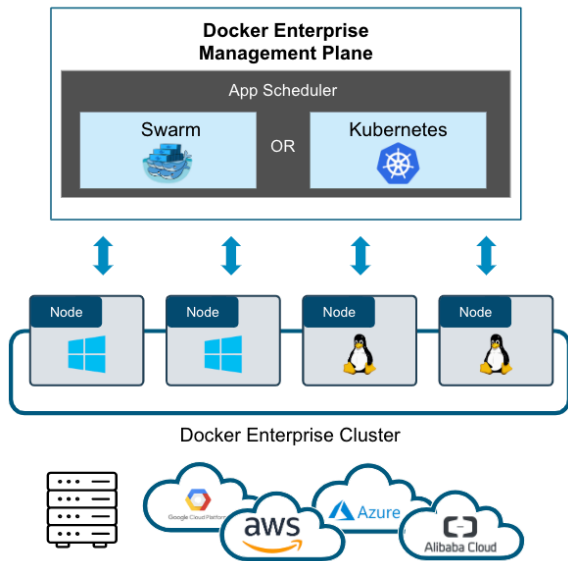 Docker Enterprise
Management Plane
App Scheduler
Swarm
OR
Kubernetes
Node
Node
Node
Node
Docker Enterprise Cluster
Google Cloud Platform
aws
Azure
Alibaba Cloud